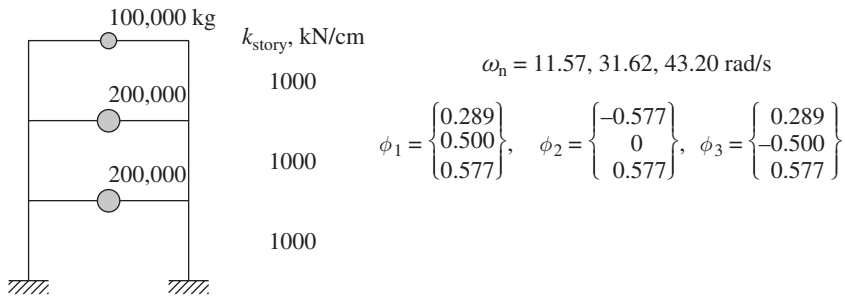 100,000 kg
k_story, kN/cm
1000
200,000
1000
200,000
1000
ω_n = 11.57, 31.62, 43.20 rad/s
ϕ_1 = {0.289 0.500 0.577}, ϕ_2 = {–0.577 0 0.577}, ϕ_3 = {0.289 –0.500 0.577}